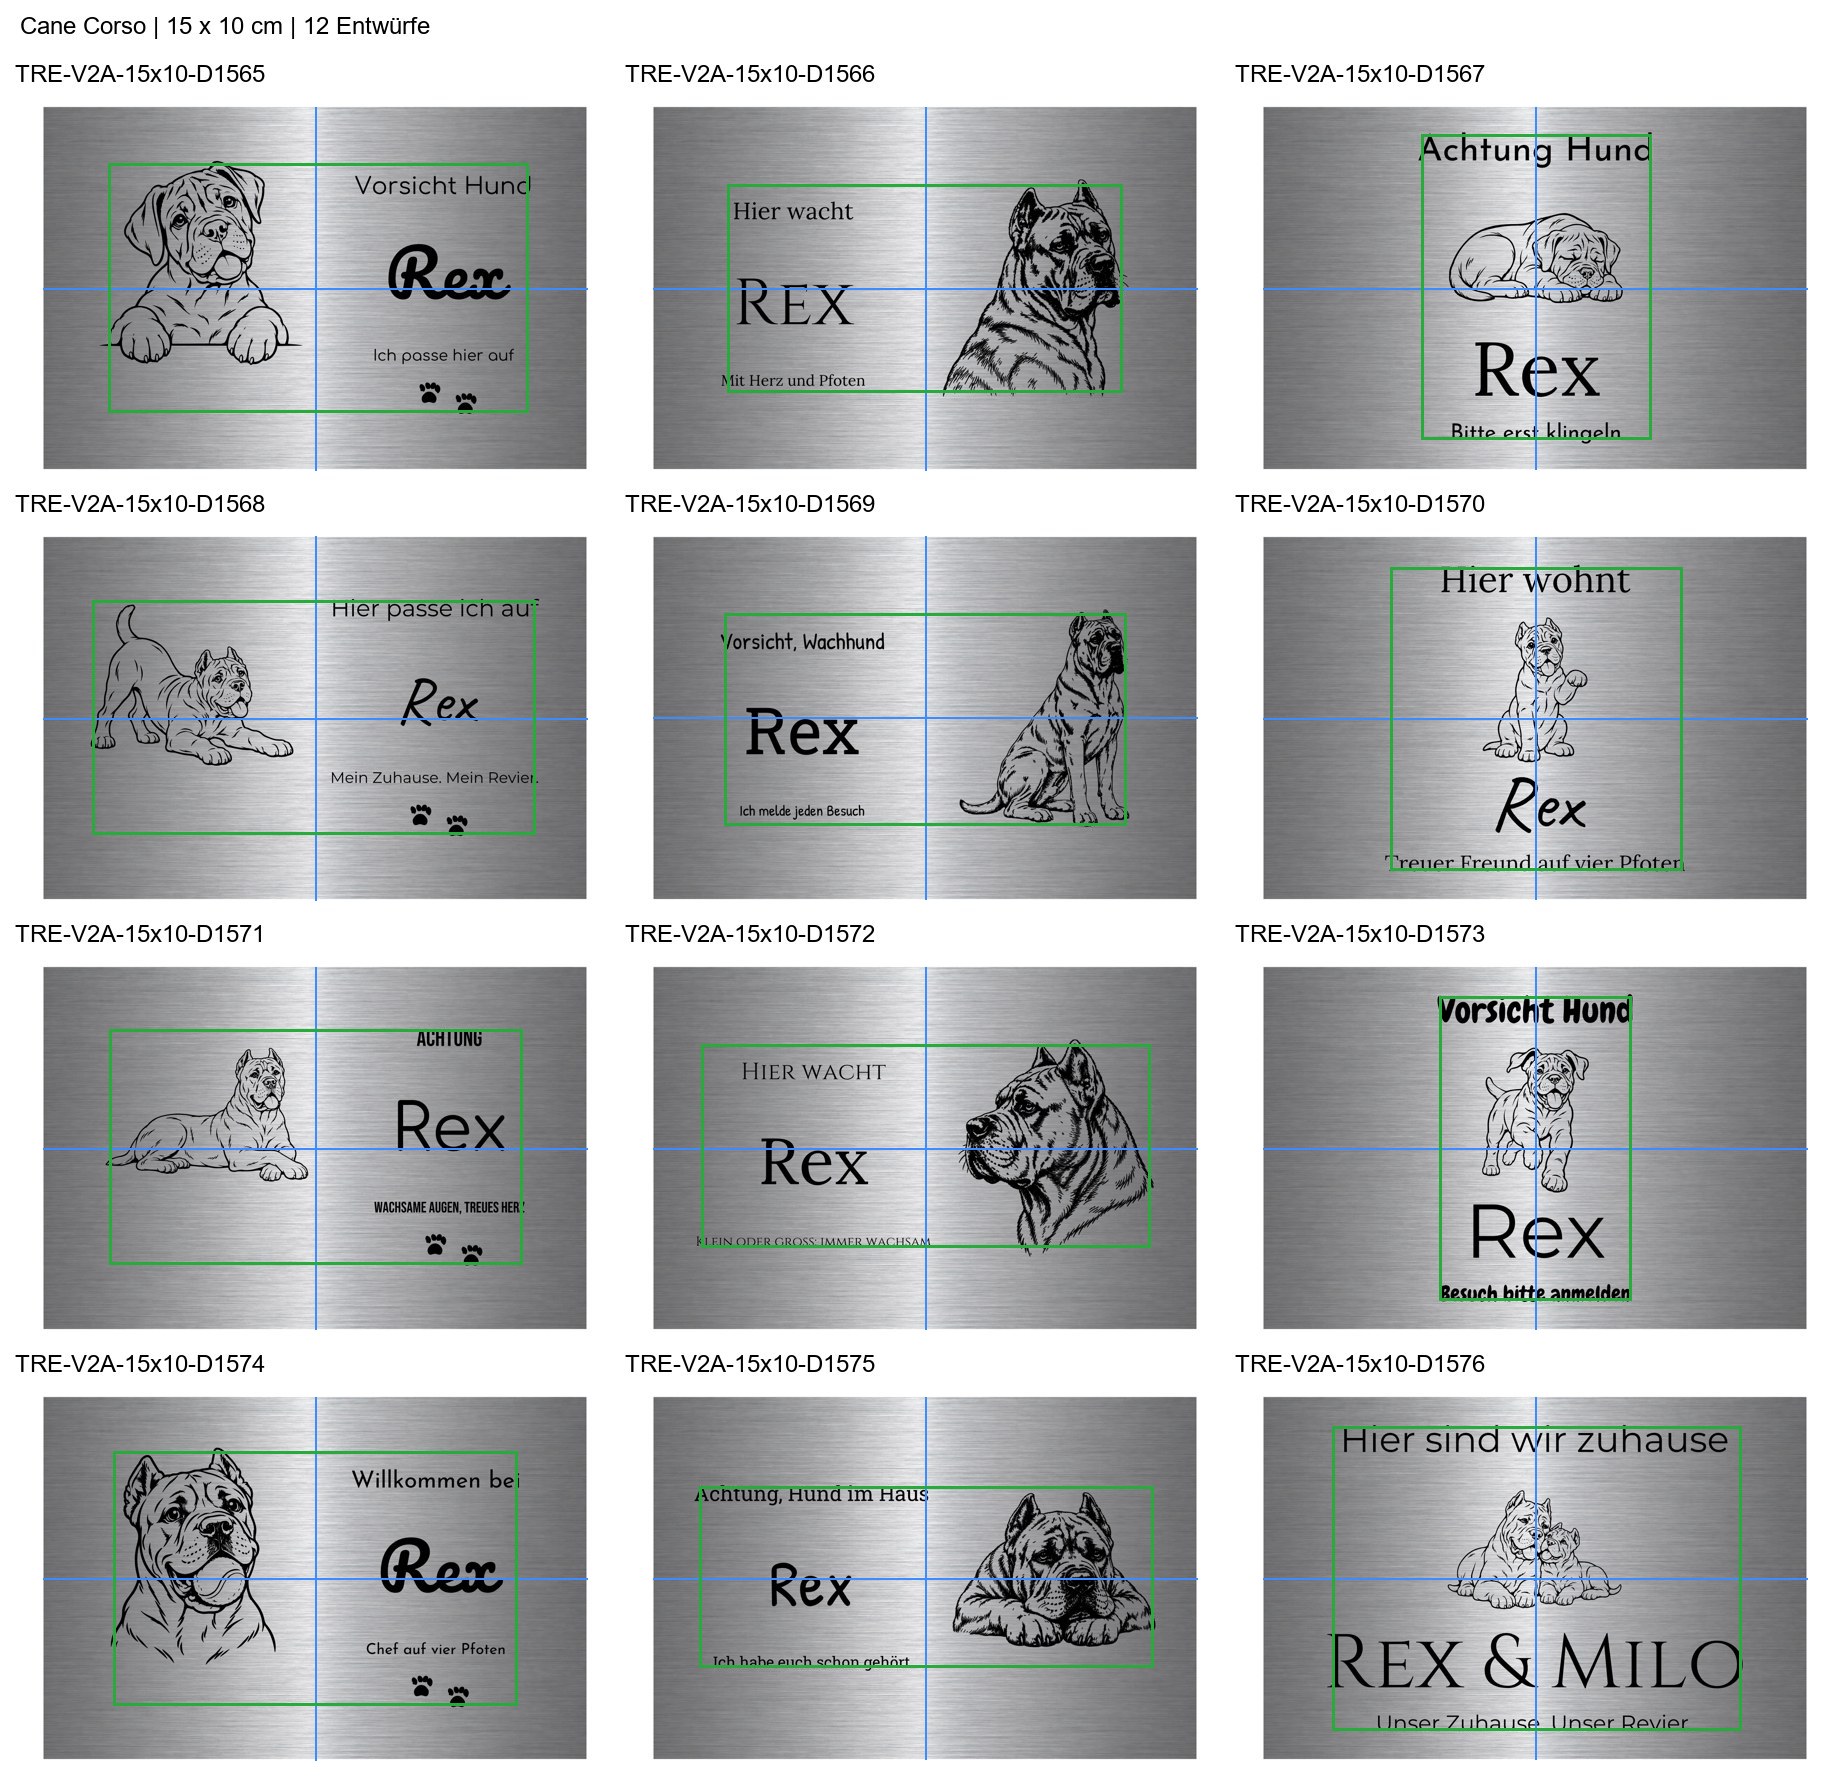 Cane Corso | 15 x 10 cm | 12 Entwürfe
TRE-V2A-15x10-D1565
Vorsicht Hund
Rex
Ich passe hier auf
TRE-V2A-15x10-D1566
Hier wacht
REX
Mit Herz und Pfoten
TRE-V2A-15x10-D1567
Achtung Hund
Rex
Bitte erst klingeln
TRE-V2A-15x10-D1568
Hier passe ich auf
Rex
Mein Zuhause. Mein Revier.
TRE-V2A-15x10-D1569
Vorsicht, Wachhund
Rex
Ich melde jeden Besuch
TRE-V2A-15x10-D1570
Hier wohnt
Rex
Treuer Freund auf vier Pfoten
TRE-V2A-15x10-D1571
ACHTUNG
Rex
WACHSAME AUGEN, TREUES HERZ
TRE-V2A-15x10-D1572
HIER WACHT
Rex
KLEIN ODER GROSS: IMMER WACHSAM
TRE-V2A-15x10-D1573
Vorsicht Hund
Rex
Besuch bitte anmelden
TRE-V2A-15x10-D1574
Willkommen bei
Rex
Chef auf vier Pfoten
TRE-V2A-15x10-D1575
Achtung, Hund im Haus
Rex
Ich habe euch schon gehört
TRE-V2A-15x10-D1576
Hier sind wir zuhause
REX & MILO
Unser Zuhause. Unser Revier.